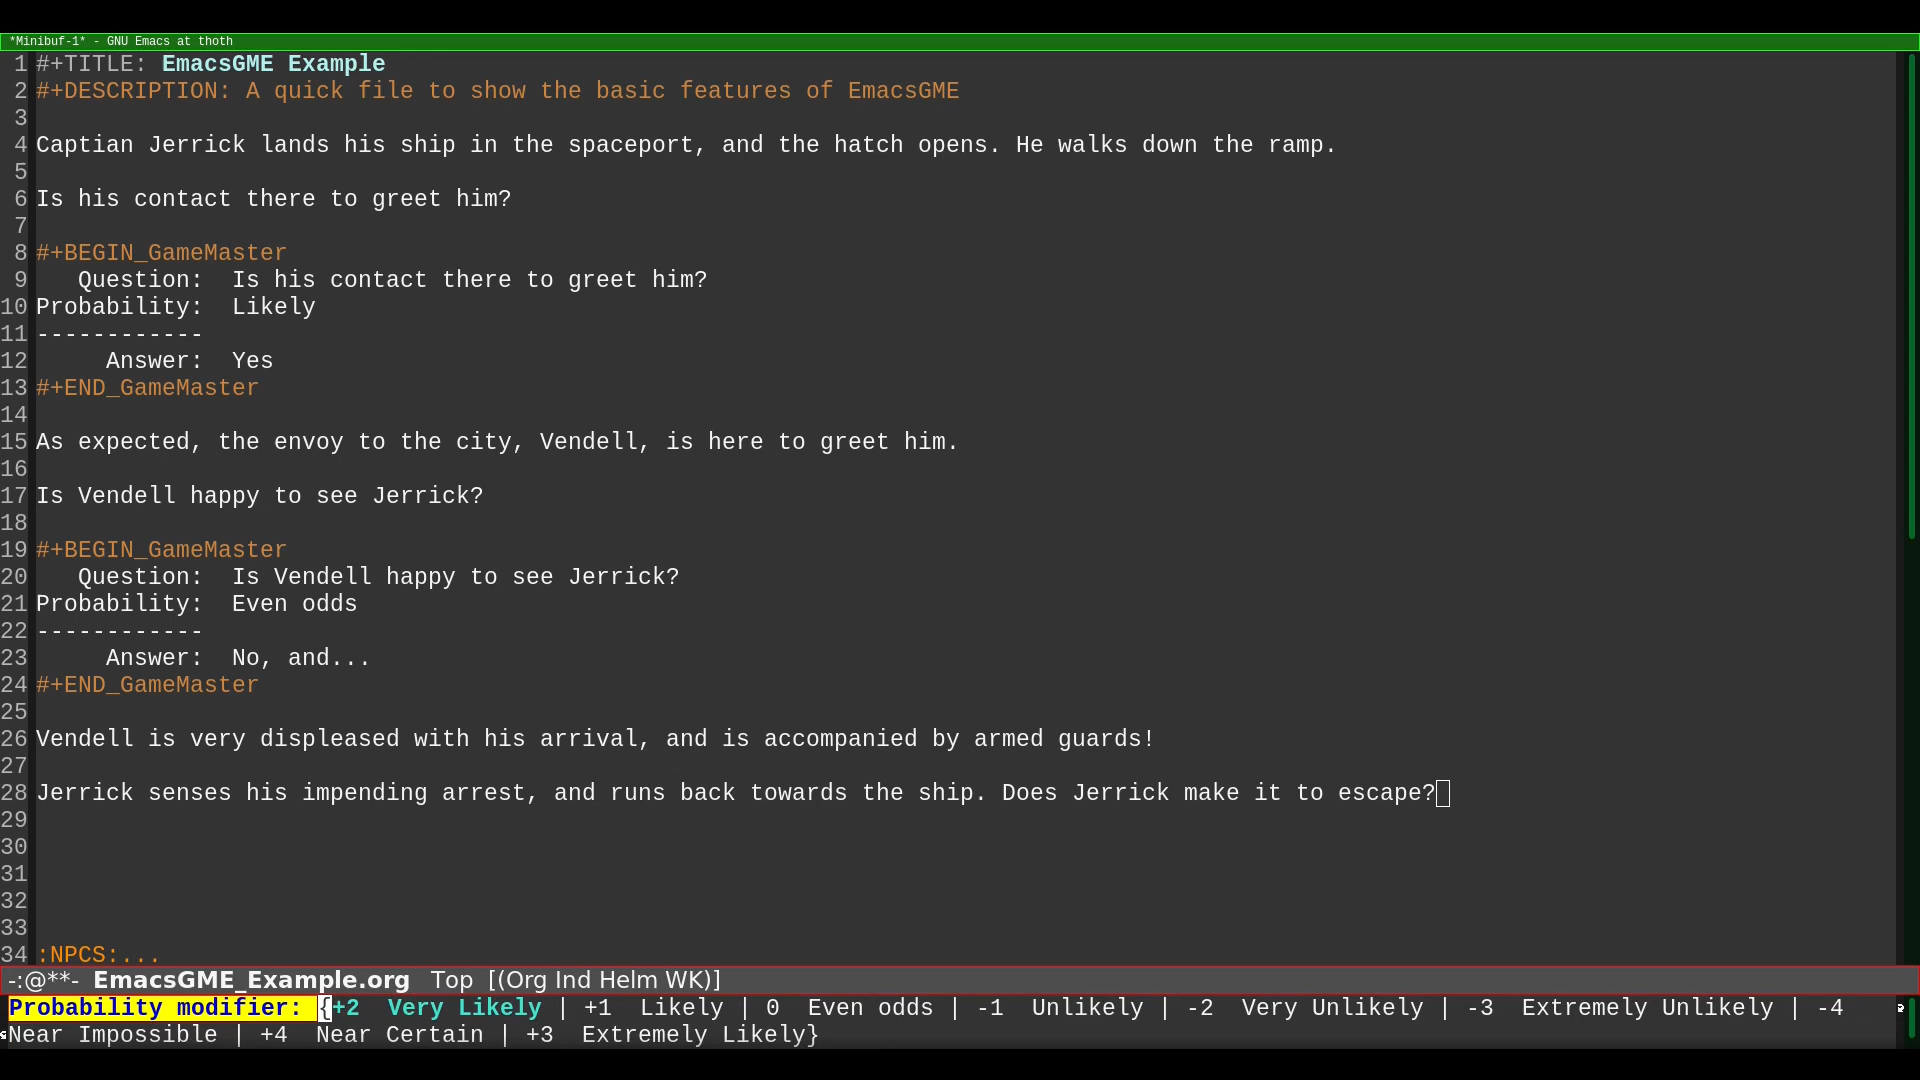 *Minibuf-1* - GNU Emacs at thoth
1 #+TITLE: EmacsGME Example
2 #+DESCRIPTION: A quick file to show the basic features of EmacsGME
3
4 Captian Jerrick lands his ship in the spaceport, and the hatch opens. He walks down the ramp.
5
6 Is his contact there to greet him?
7
8 #+BEGIN_GameMaster
9    Question:  Is his contact there to greet him?
10 Probability:  Likely
11 ------------
12      Answer:  Yes
13 #+END_GameMaster
14
15 As expected, the envoy to the city, Vendell, is here to greet him.
16
17 Is Vendell happy to see Jerrick?
18
19 #+BEGIN_GameMaster
20    Question:  Is Vendell happy to see Jerrick?
21 Probability:  Even odds
22 ------------
23      Answer:  No, and...
24 #+END_GameMaster
25
26 Vendell is very displeased with his arrival, and is accompanied by armed guards!
27
28 Jerrick senses his impending arrest, and runs back towards the ship. Does Jerrick make it to escape?
29
30
31
32
33
34 :NPCS:...
-:@**-  EmacsGME_Example.org   Top  [(Org Ind Helm WK)]
Probability modifier: {+2  Very Likely | +1  Likely | 0  Even odds | -1  Unlikely | -2  Very Unlikely | -3  Extremely Unlikely | -4
Near Impossible | +4  Near Certain | +3  Extremely Likely}